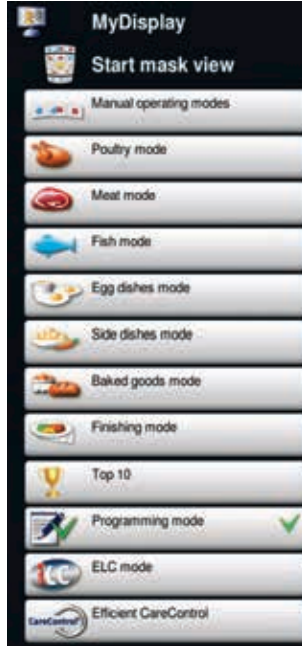 MyDisplay
Start mask view
Manual operating modes
Poultry mode
Meat mode
Fish mode
Egg dishes mode
Side dishes mode
Baked goods mode
Finishing mode
Top 10
Programming mode
ELC mode
CareControl
Efficient CareControl